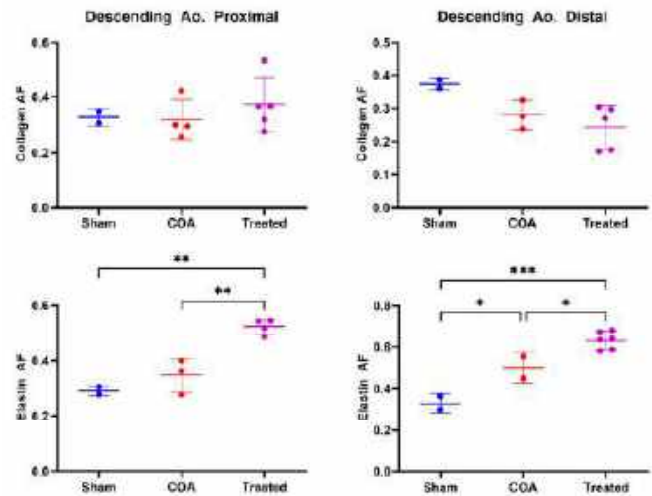 Descending Ao. Proximal
Descending Ao. Distal
Collagen AF
0.6
0.4
0.2
0.0
Sham COA Treated
Collagen AF
0.5
0.4
0.3
0.2
0.1
0.0
Sham COA Treated
**
**
Elastin AF
0.6
0.4
0.2
0.0
Sham COA Treated
***
* *
Elastin AF
0.8
0.6
0.4
0.2
0.0
Sham COA Treated